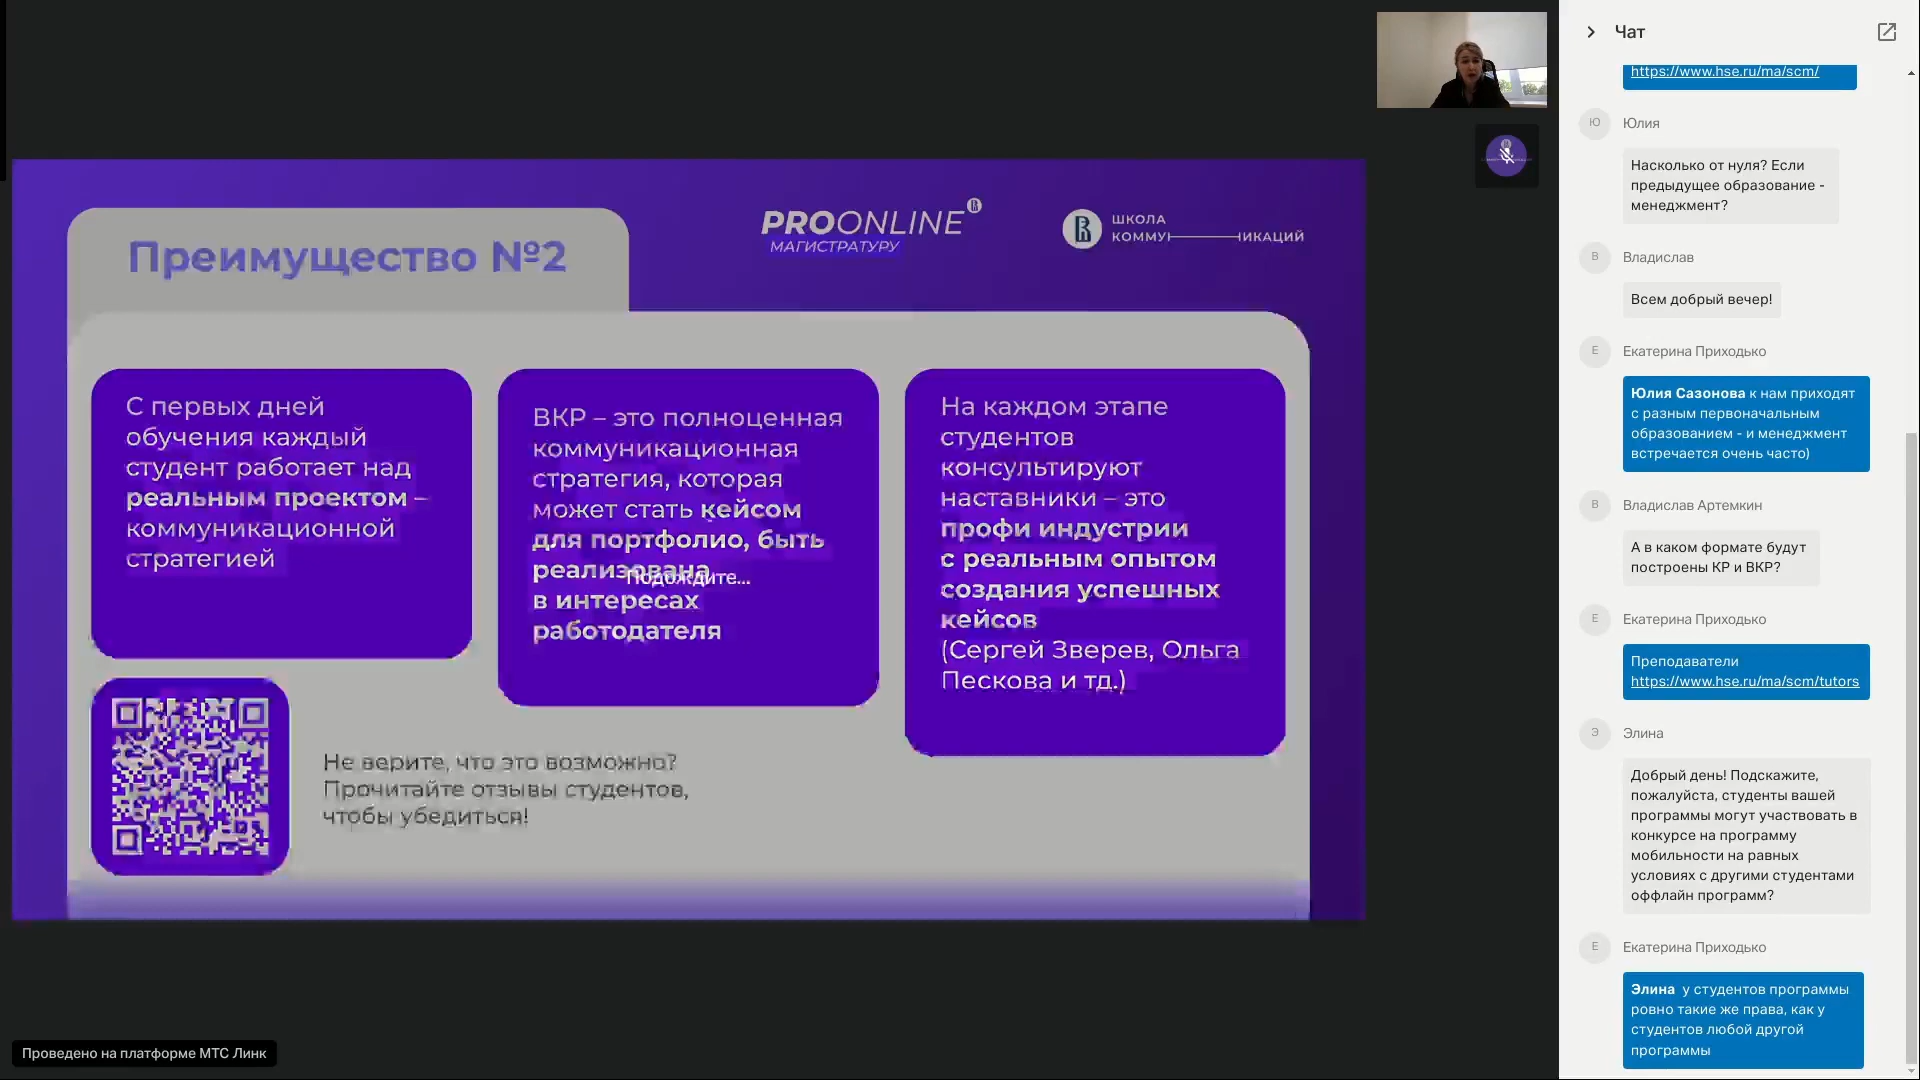 Преимущество №2
PROONLINE
МАГИСТРАТУРУ
ШКОЛА
КОММУНИКАЦИЙ
С первых дней
обучения каждый
студент работает над
реальным проектом –
коммуникационной
стратегией
ВКР – это полноценная
коммуникационная
стратегия, которая
может стать кейсом
для портфолио, быть
реализована
Подождите...
в интересах
работодателя
На каждом этапе
студентов
консультируют
наставники – это
профи индустрии
с реальным опытом
создания успешных
кейсов
(Сергей Зверев, Ольга
Пескова и тд.)
Не верите, что это возможно?
Прочитайте отзывы студентов,
чтобы убедиться!
Проведено на платформе МТС Линк
Чат
https://www.hse.ru/ma/scm/
Ю
Юлия
Насколько от нуля? Если
предыдущее образование -
менеджмент?
В
Владислав
Всем добрый вечер!
Е
Екатерина Приходько
Юлия Сазонова к нам приходят
с разным первоначальным
образованием - и менеджмент
встречается очень часто)
В
Владислав Артемкин
А в каком формате будут
построены КР и ВКР?
Е
Екатерина Приходько
Преподаватели
https://www.hse.ru/ma/scm/tutors
Э
Элина
Добрый день! Подскажите,
пожалуйста, студенты вашей
программы могут участвовать в
конкурсе на программу
мобильности на равных
условиях с другими студентами
оффлайн программ?
Е
Екатерина Приходько
Элина у студентов программы
ровно такие же права, как у
студентов любой другой
программы